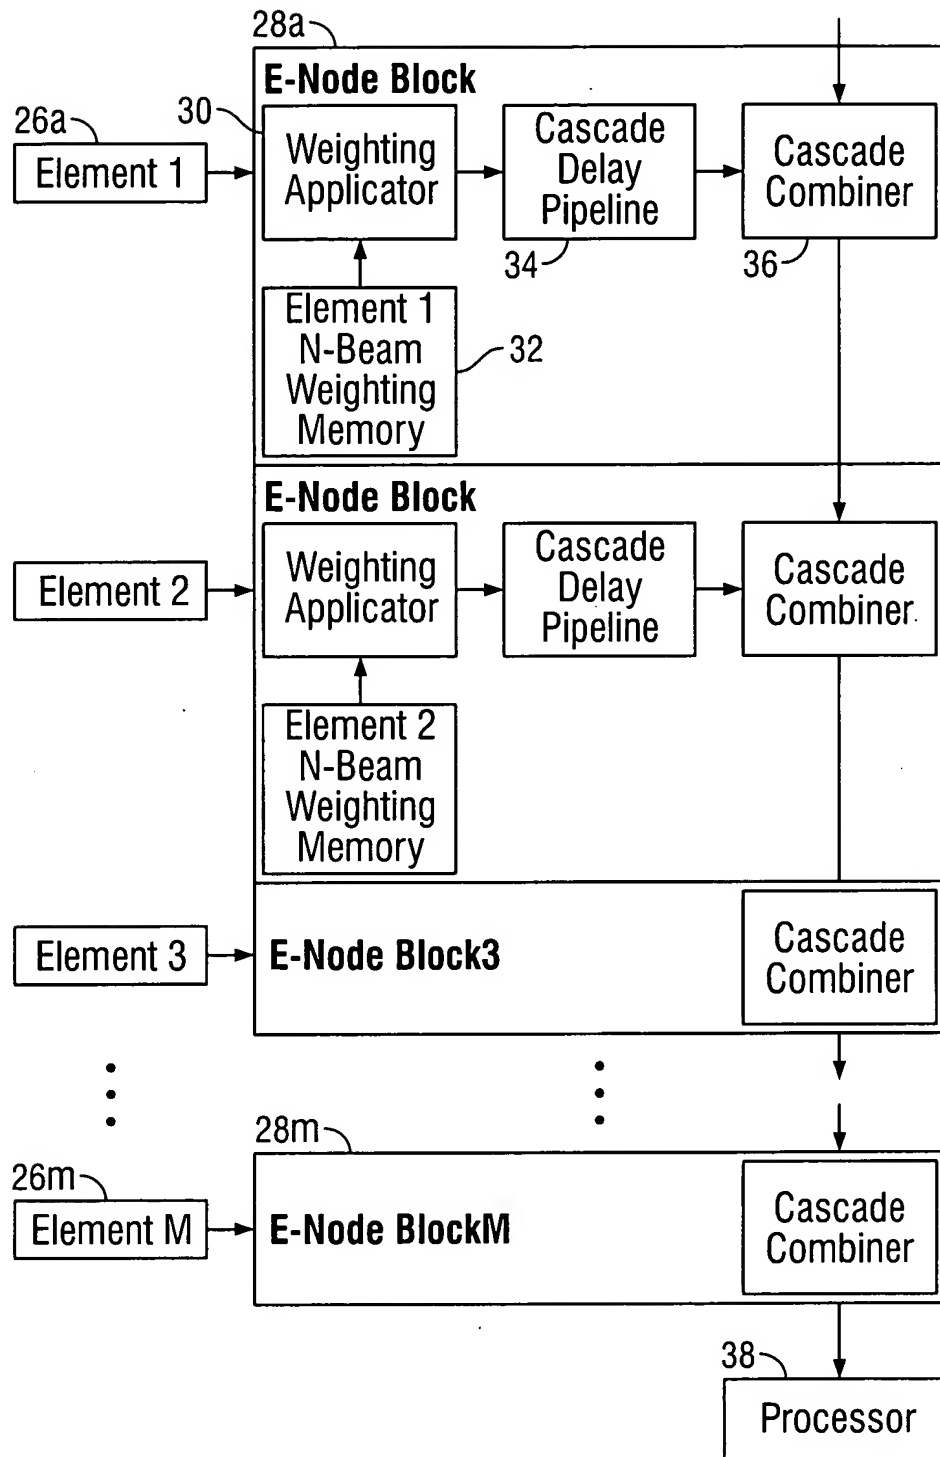 28a
E-Node Block
26a
30
Element 1
Weighting
Applicator
Cascade
Delay
Pipeline
Cascade
Combiner
34
36
Element 1
N-Beam
Weighting
Memory
32
E-Node Block
Element 2
Weighting
Applicator
Cascade
Delay
Pipeline
Cascade
Combiner
Element 2
N-Beam
Weighting
Memory
Element 3
E-Node Block3
Cascade
Combiner
28m
26m
Element M
E-Node BlockM
Cascade
Combiner
38
Processor